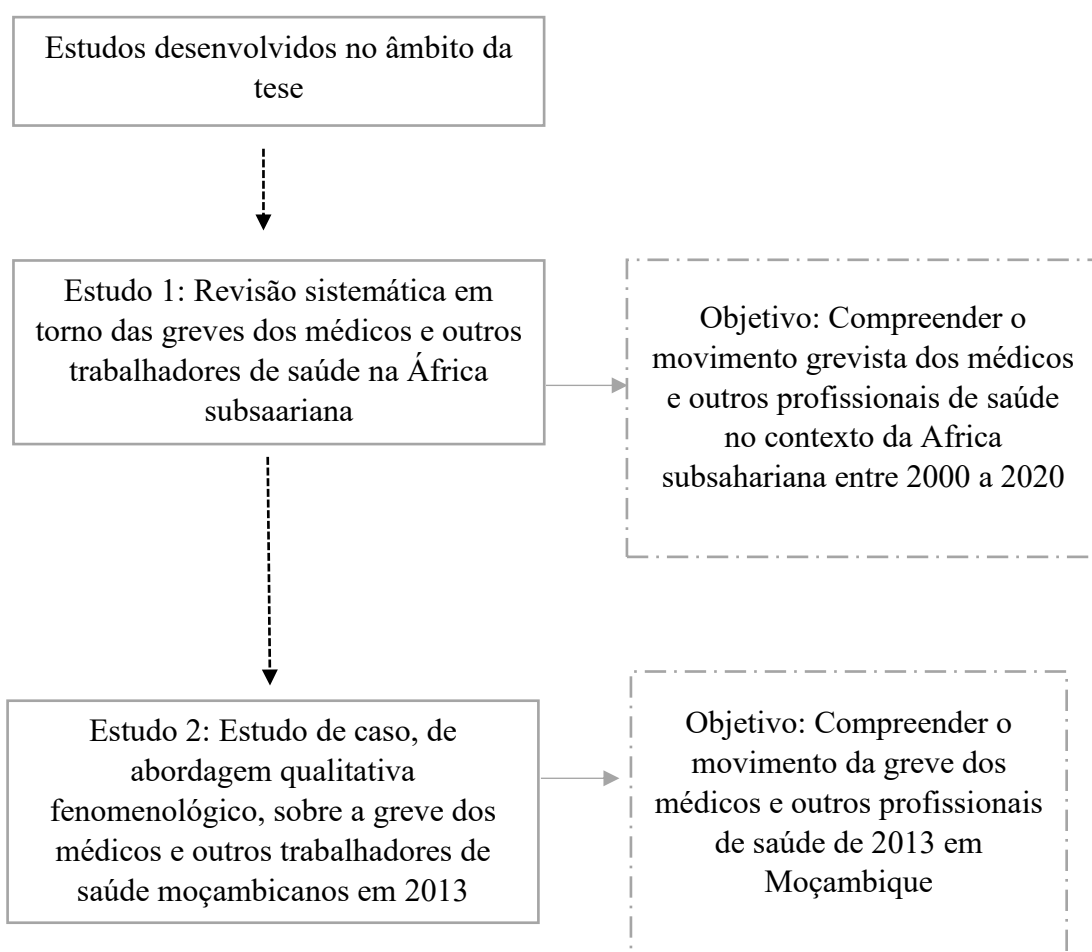 Estudos desenvolvidos no âmbito da
tese
Estudo 1: Revisão sistemática em
torno das greves dos médicos e outros
trabalhadores de saúde na África
subsaariana
Objetivo: Compreender o
movimento grevista dos médicos
e outros profissionais de saúde
no contexto da Africa
subsahariana entre 2000 a 2020
Estudo 2: Estudo de caso, de
abordagem qualitativa
fenomenológico, sobre a greve dos
médicos e outros trabalhadores de
saúde moçambicanos em 2013
Objetivo: Compreender o
movimento da greve dos
médicos e outros profissionais
de saúde de 2013 em
Moçambique